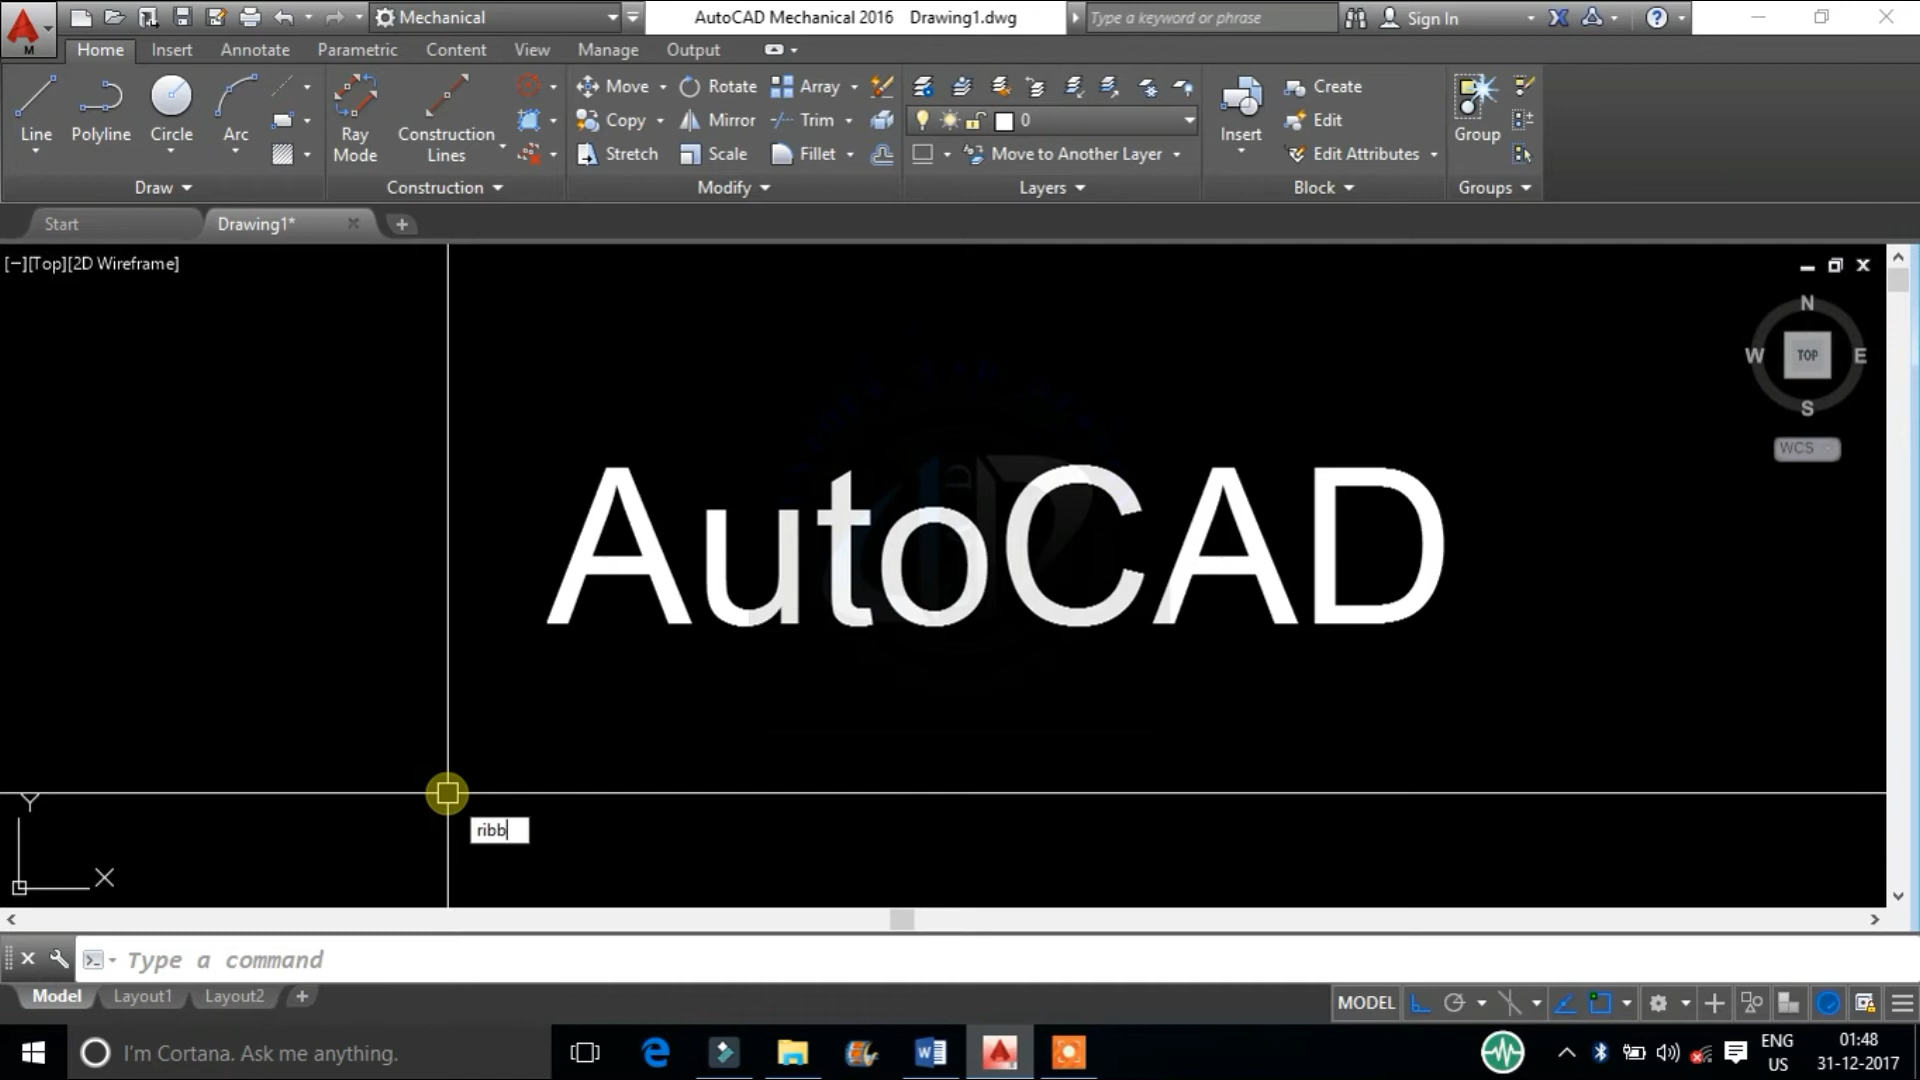 Mechanical
AutoCAD Mechanical 2016 Drawing1.dwg
Type a keyword or phrase
Sign In
M
Home Insert Annotate Parametric Content View Manage Output
Line
Polyline
Circle
Arc
Draw
Ray Mode
Construction Lines
Construction
Move Rotate Array
Copy Mirror Trim
Stretch Scale Fillet
Modify
0
Move to Another Layer
Layers
Insert
Create
Edit
Edit Attributes
Block
Group
Groups
Start Drawing1*
[−][Top][2D Wireframe]
N
W TOP E
S
WCS
AutoCAD
ribb
Y
X
Type a command
Model Layout1 Layout2
MODEL
I'm Cortana. Ask me anything.
ENG
US
01:48
31-12-2017